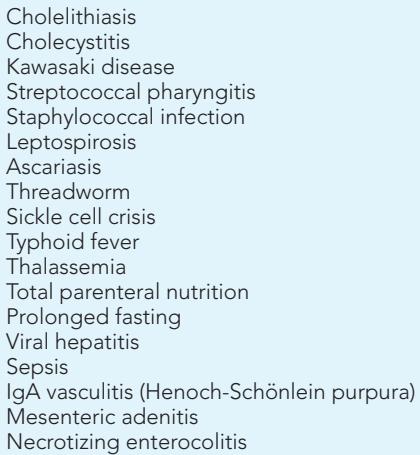 Cholelithiasis
Cholecystitis
Kawasaki disease
Streptococcal pharyngitis
Staphylococcal infection
Leptospirosis
Ascariasis
Threadworm
Sickle cell crisis
Typhoid fever
Thalassemia
Total parenteral nutrition
Prolonged fasting
Viral hepatitis
Sepsis
IgA vasculitis (Henoch-Schönlein purpura)
Mesenteric adenitis
Necrotizing enterocolitis